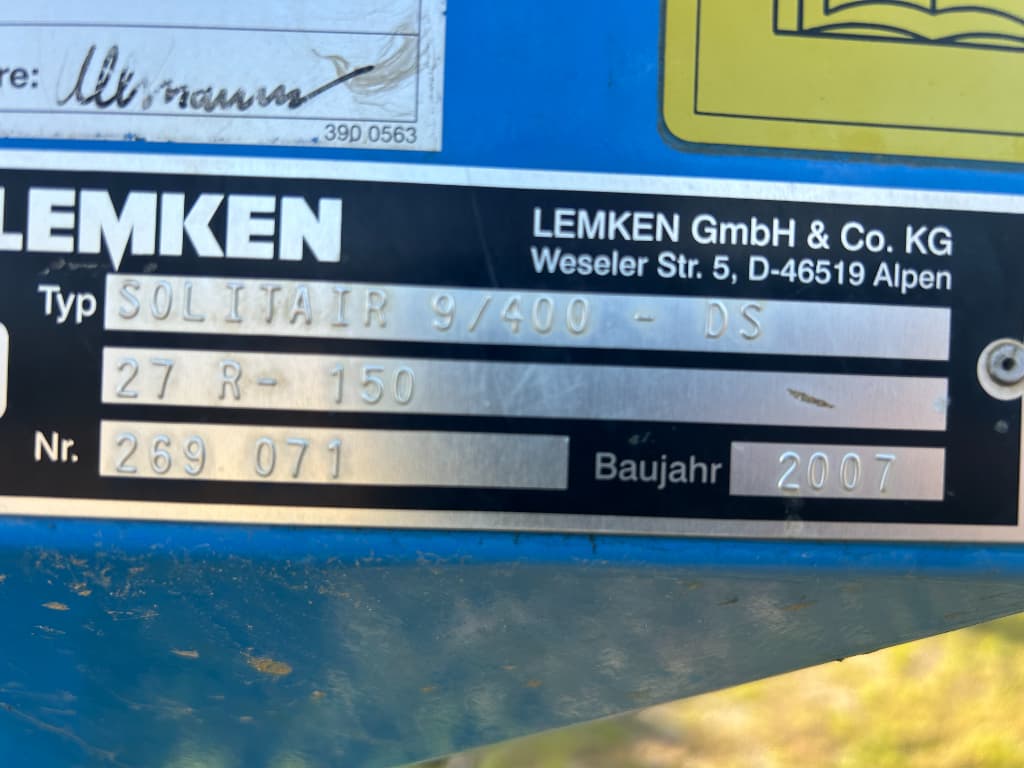 re:
390 0563
LEMKEN
LEMKEN GmbH & Co. KG
Weseler Str. 5, D-46519 Alpen
Typ SOLITAIR 9/400 - DS
27 R- 150
Nr. 269 071 Baujahr 2007